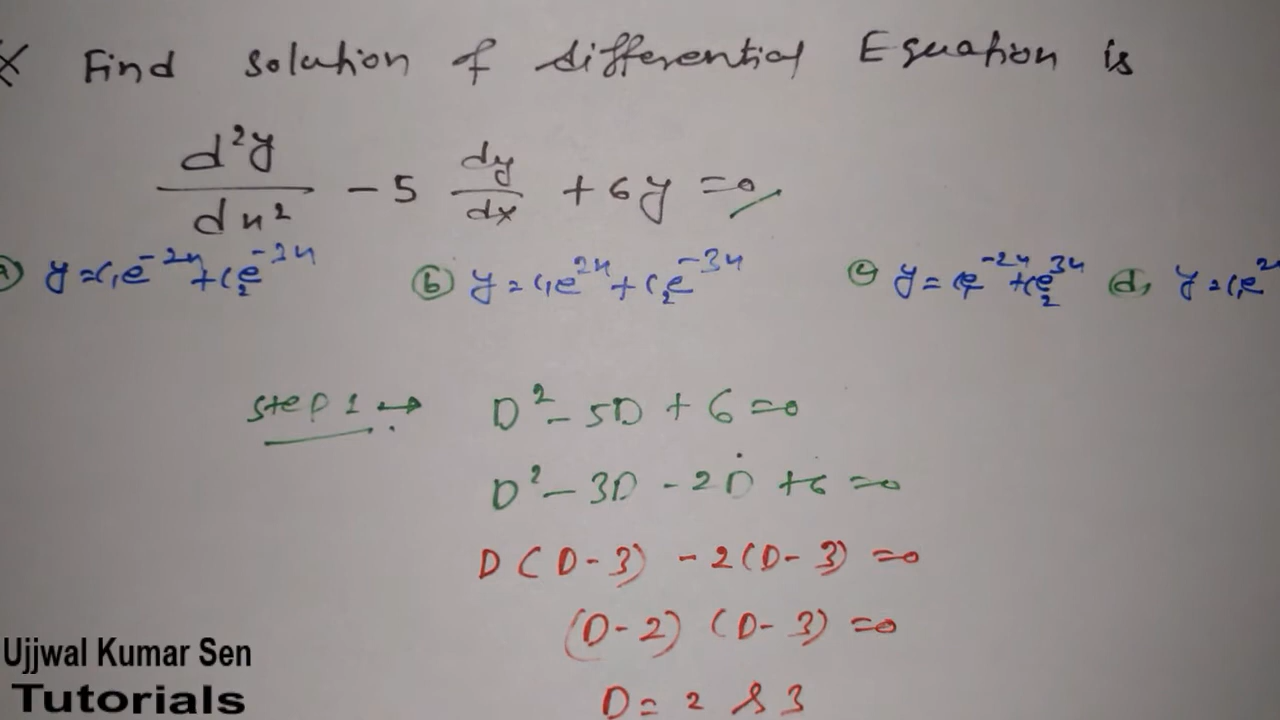 Find solution of differential Equation is
d²y/dx² - 5 dy/dx + 6y = 0
a) y = c₁e⁻²ˣ + c₂e⁻³ˣ (b) y = c₁e²ˣ + c₂e⁻³ˣ (c) y = c₁e⁻²ˣ + c₂e³ˣ (d) y = c₁e²
Step 1 → D² - 5D + 6 = 0
D² - 3D - 2D + 6 = 0
D (D - 3) - 2 (D - 3) = 0
(D - 2) (D - 3) = 0
D = 2 & 3
Ujjwal Kumar Sen
Tutorials